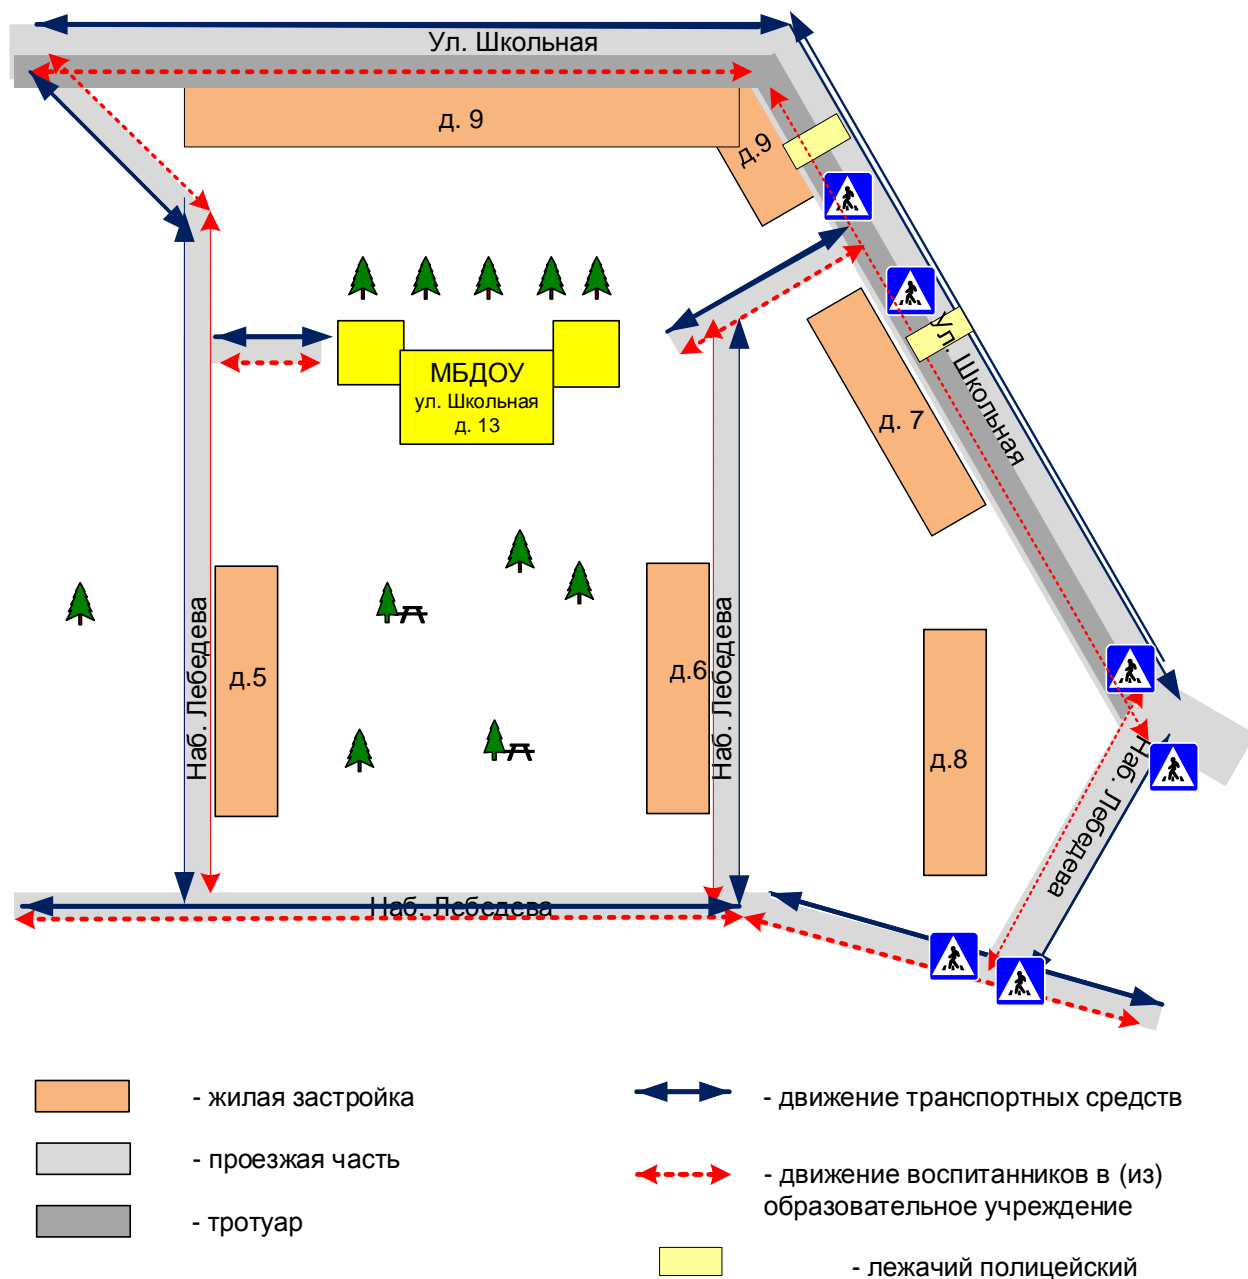 Ул. Школьная
д. 9
д.9
МБДОУ
ул. Школьная
д. 13
Ул. Школьная
д. 7
Наб. Лебедева
д.5
д.6
Наб. Лебедева
д.8
Наб. Лебедева
Наб. Лебедева
- жилая застройка
- проезжая часть
- тротуар
- движение транспортных средств
- движение воспитанников в (из)
образовательное учреждение
- лежачий полицейский